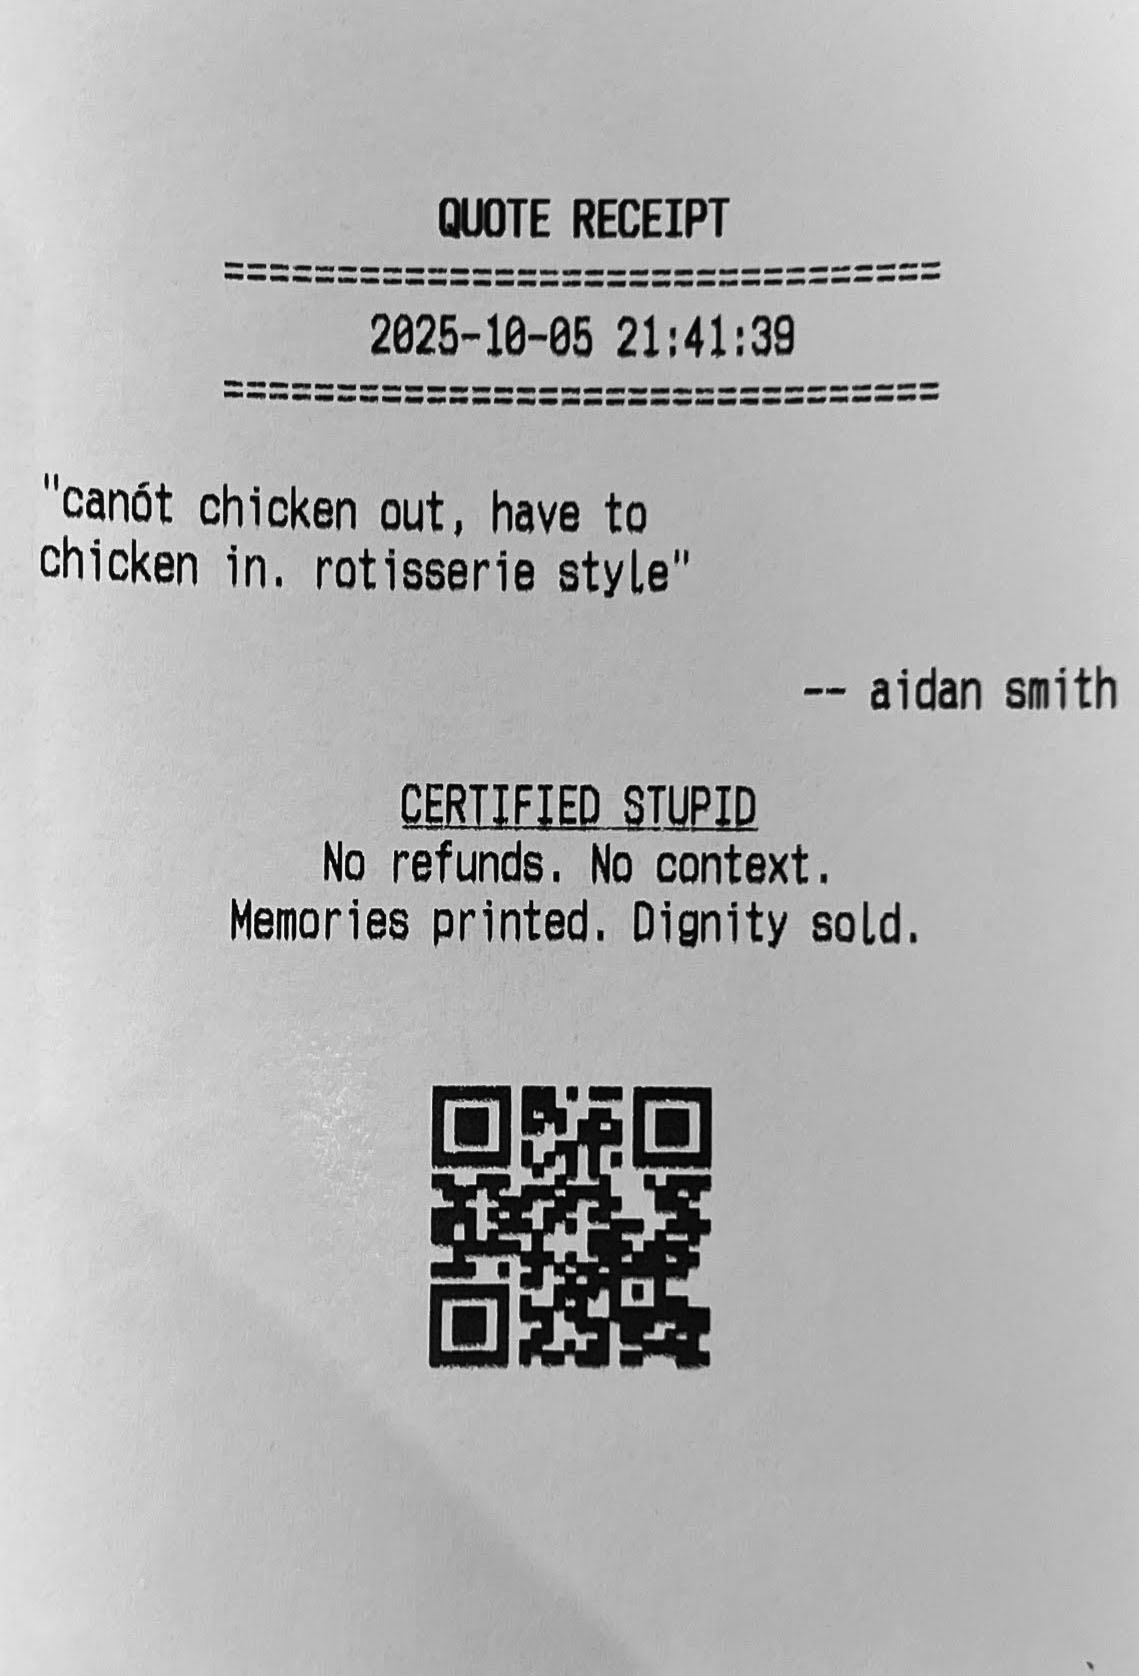 QUOTE RECEIPT
================================
2025-10-05 21:41:39
================================
"canót chicken out, have to
chicken in. rotisserie style"
-- aidan smith
CERTIFIED STUPID
No refunds. No context.
Memories printed. Dignity sold.